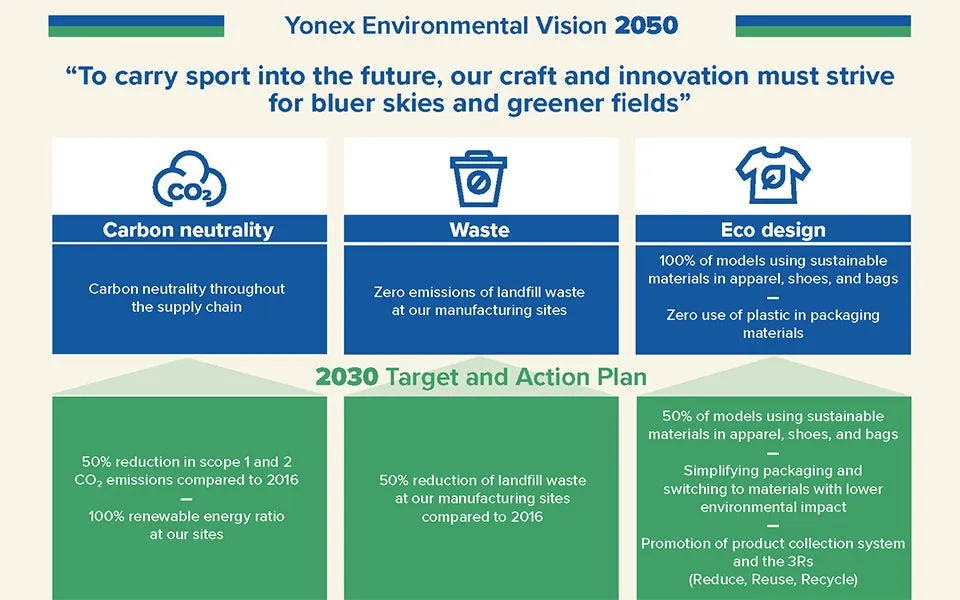 Yonex Environmental Vision 2050
“To carry sport into the future, our craft and innovation must strive
for bluer skies and greener fields”
CO₂
Carbon neutrality
Carbon neutrality throughout
the supply chain
Waste
Zero emissions of landfill waste
at our manufacturing sites
Eco design
100% of models using sustainable
materials in apparel, shoes, and bags
Zero use of plastic in packaging
materials
2030 Target and Action Plan
50% reduction in scope 1 and 2
CO₂ emissions compared to 2016
100% renewable energy ratio
at our sites
50% reduction of landfill waste
at our manufacturing sites
compared to 2016
50% of models using sustainable
materials in apparel, shoes, and bags
Simplifying packaging and
switching to materials with lower
environmental impact
Promotion of product collection system
and the 3Rs
(Reduce, Reuse, Recycle)